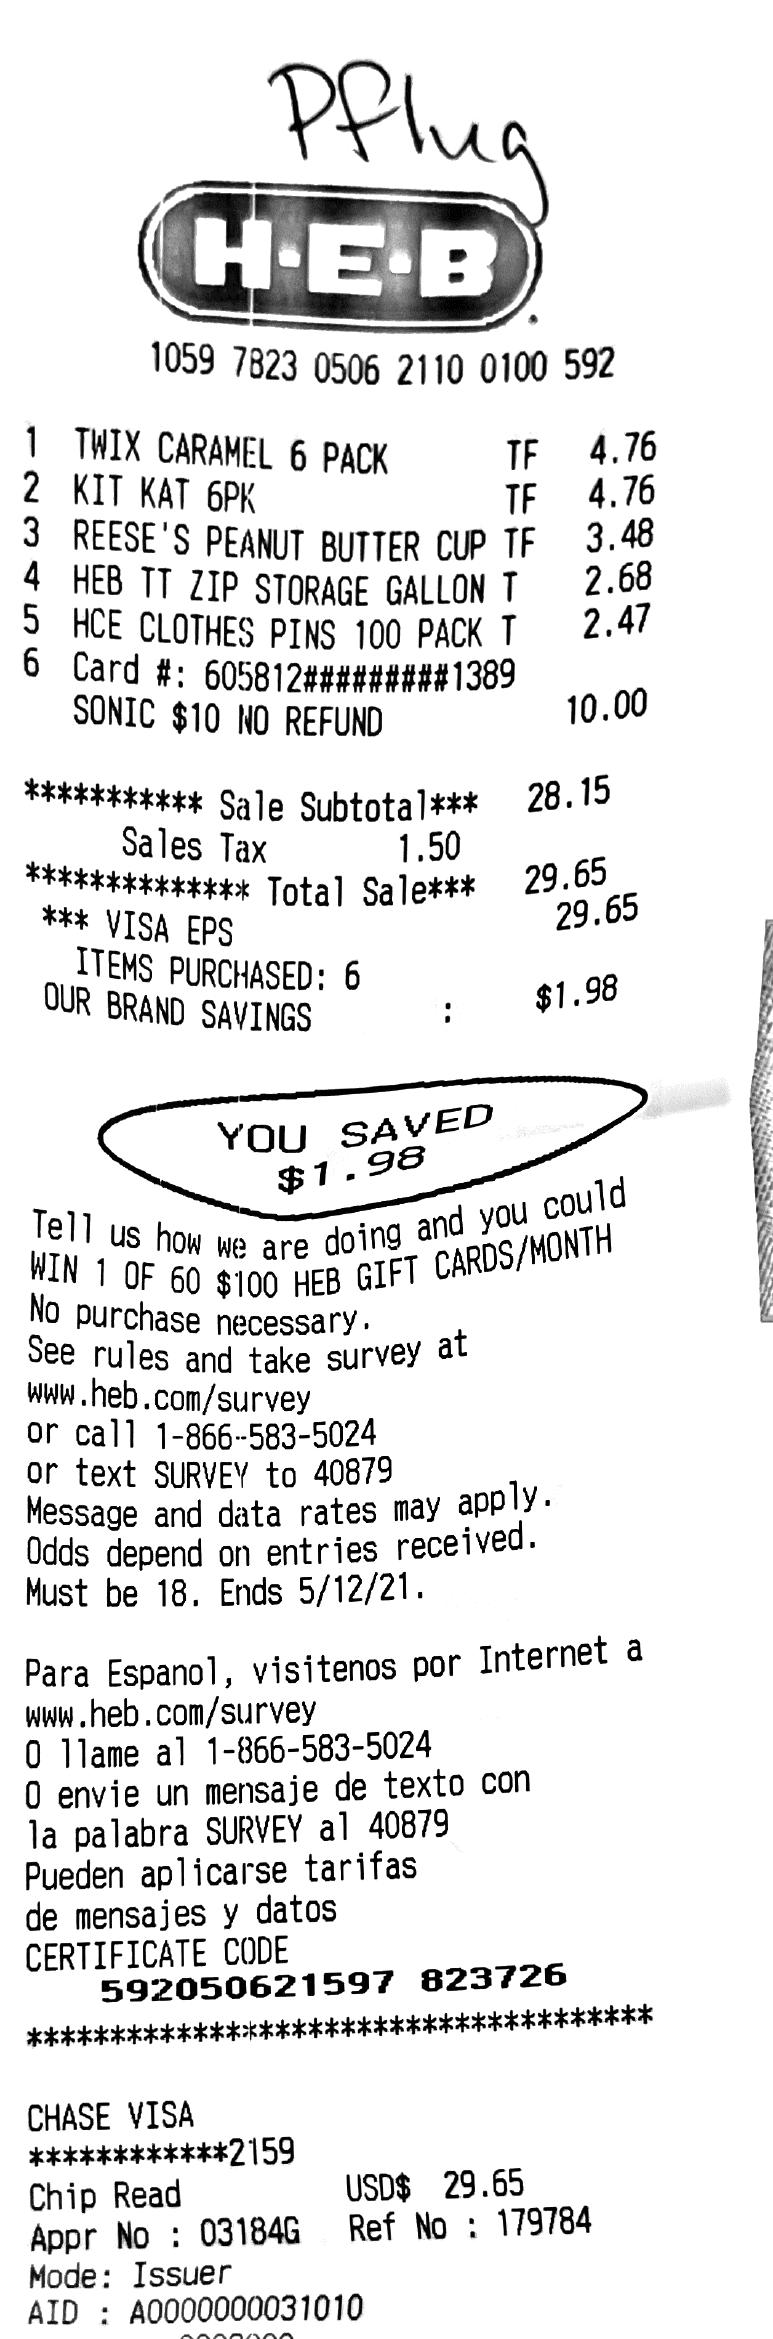 Pflug
H-E-B
1059 7823 0506 2110 0100 592
1 TWIX CARAMEL 6 PACK TF 4.76
2 KIT KAT 6PK TF 4.76
3 REESE'S PEANUT BUTTER CUP TF 3.48
4 HEB TT ZIP STORAGE GALLON T 2.68
5 HCE CLOTHES PINS 100 PACK T 2.47
6 Card #: 605812#########1389
SONIC $10 NO REFUND 10.00
*********** Sale Subtotal*** 28.15
Sales Tax 1.50
************** Total Sale*** 29.65
*** VISA EPS 29.65
ITEMS PURCHASED: 6
OUR BRAND SAVINGS : $1.98
YOU SAVED
$1.98
Tell us how we are doing and you could
WIN 1 OF 60 $100 HEB GIFT CARDS/MONTH
No purchase necessary.
See rules and take survey at
www.heb.com/survey
or call 1-866-583-5024
or text SURVEY to 40879
Message and data rates may apply.
Odds depend on entries received.
Must be 18. Ends 5/12/21.
Para Espanol, visitenos por Internet a
www.heb.com/survey
O llame al 1-866-583-5024
O envie un mensaje de texto con
la palabra SURVEY al 40879
Pueden aplicarse tarifas
de mensajes y datos
CERTIFICATE CODE
592050621597 823726
**************************************
CHASE VISA
************2159
Chip Read USD$ 29.65
Appr No : 03184G Ref No : 179784
Mode: Issuer
AID : A0000000031010